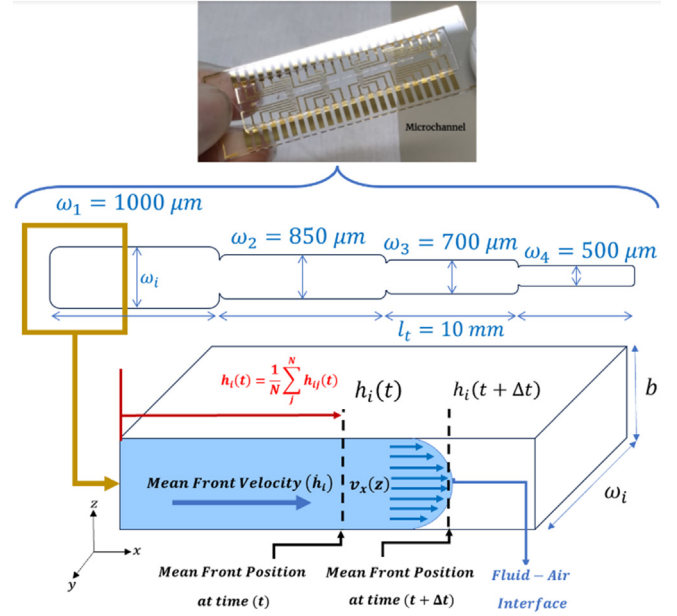 Microchannel
ω₁ = 1000 μm
ω₂ = 850 μm
ω₃ = 700 μm
ω₄ = 500 μm
ωᵢ
lₜ = 10 mm
hᵢ(t) = 1/N ∑ⱼᴺ hᵢⱼ(t)
hᵢ(t)
hᵢ(t + Δt)
b
Mean Front Velocity (ḣᵢ)
vₓ(z)
ωᵢ
z
x
y
Mean Front Position
at time (t)
Mean Front Position
at time (t + Δt)
Fluid − Air
Interface